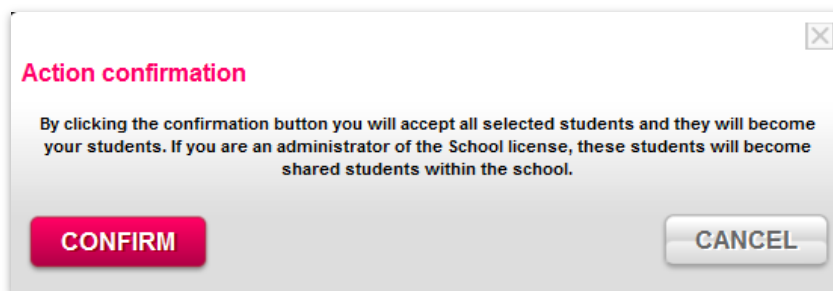 Action confirmation
By clicking the confirmation button you will accept all selected students and they will become
your students. If you are an administrator of the School license, these students will become
shared students within the school.
CONFIRM
CANCEL